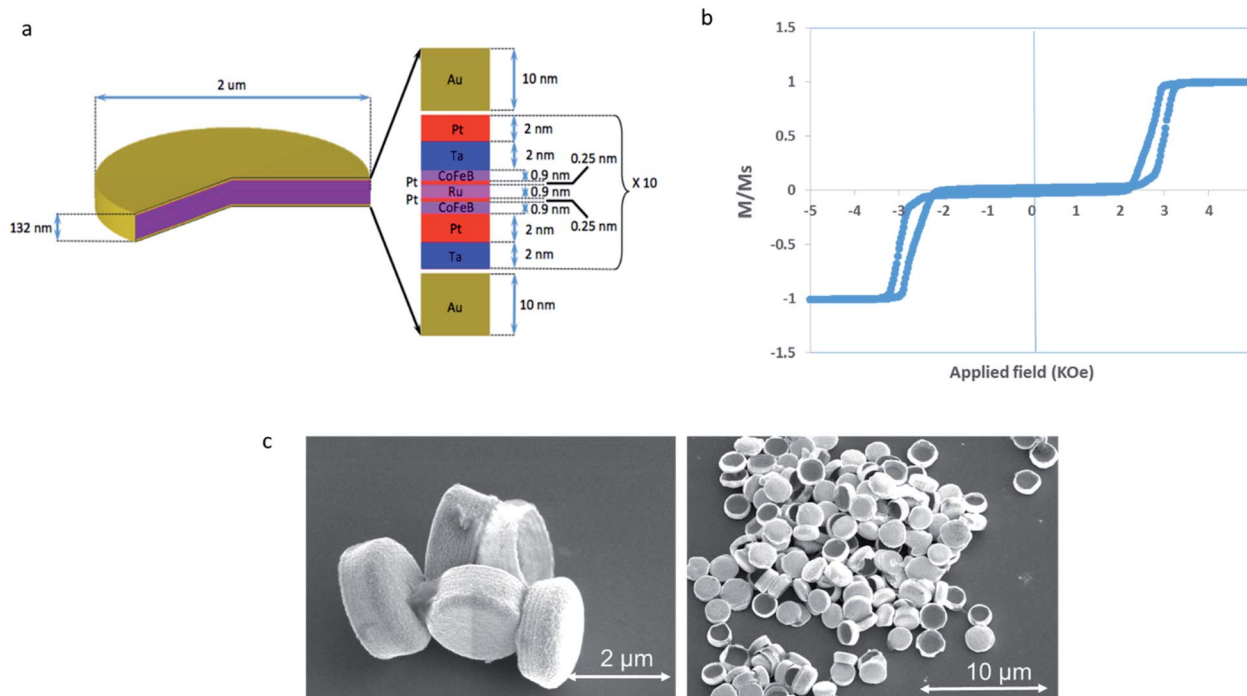 a
2 um
132 nm
Au
10 nm
Pt
2 nm
Ta
2 nm
0.25 nm
CoFeB
0.9 nm
Pt
Ru
0.9 nm
X 10
Pt
CoFeB
0.9 nm
0.25 nm
Pt
2 nm
Ta
2 nm
Au
10 nm
b
1.5
1
0.5
0
-0.5
-1
-1.5
M/Ms
-5 -4 -3 -2 -1 0 1 2 3 4
Applied field (KOe)
c
2 µm
10 µm